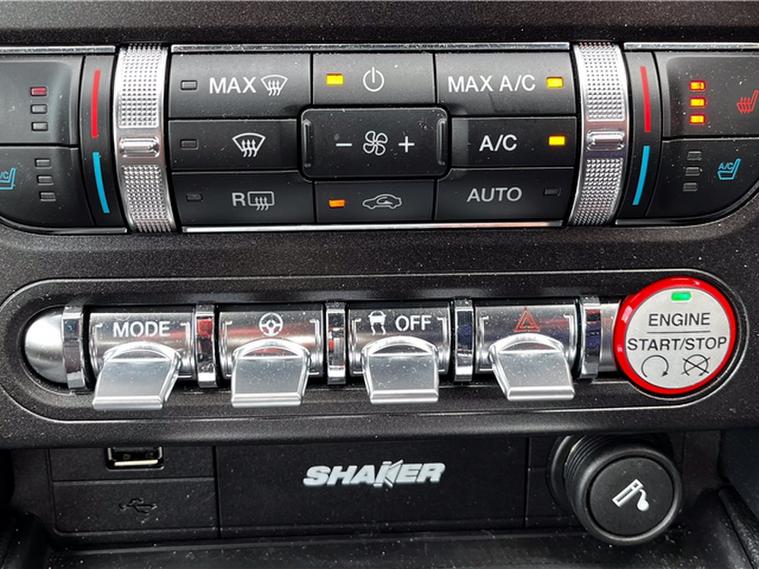 MAX
MAX A/C
- +
A/C
R
AUTO
A/C
A/C
MODE
OFF
ENGINE
START/STOP
SHAKER